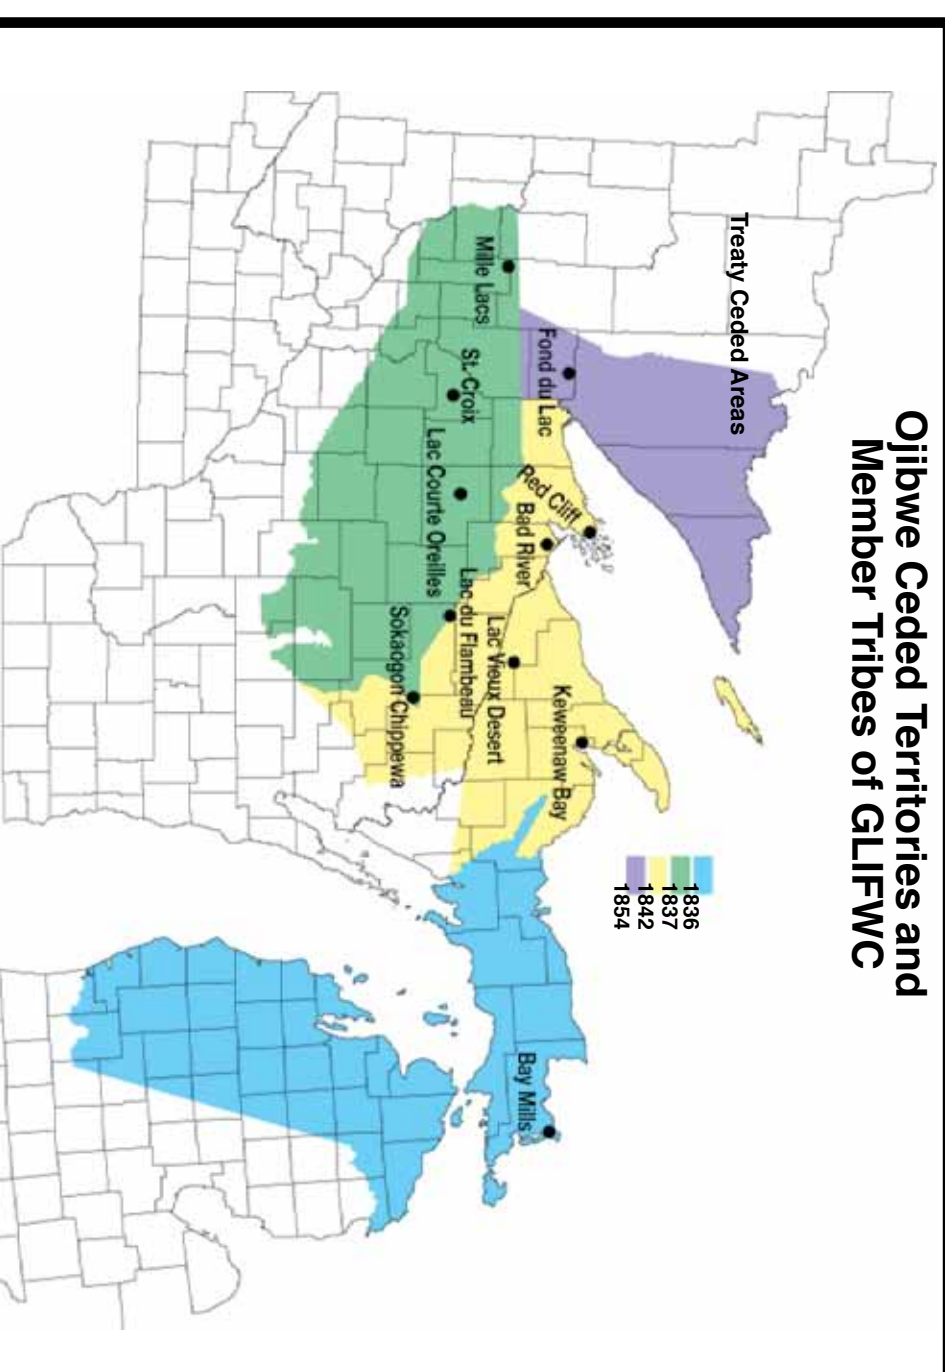 Ojibwe Ceded Territories and
Member Tribes of GLIFWC
Treaty Ceded Areas
1836
1837
1842
1854
Mille Lacs
Fond du Lac
St. Croix
Red Cliff
Lac Courte Oreilles
Bad River
Lac du Flambeau
Lac Vieux Desert
Sokaogon Chippewa
Keweenaw Bay
Bay Mills